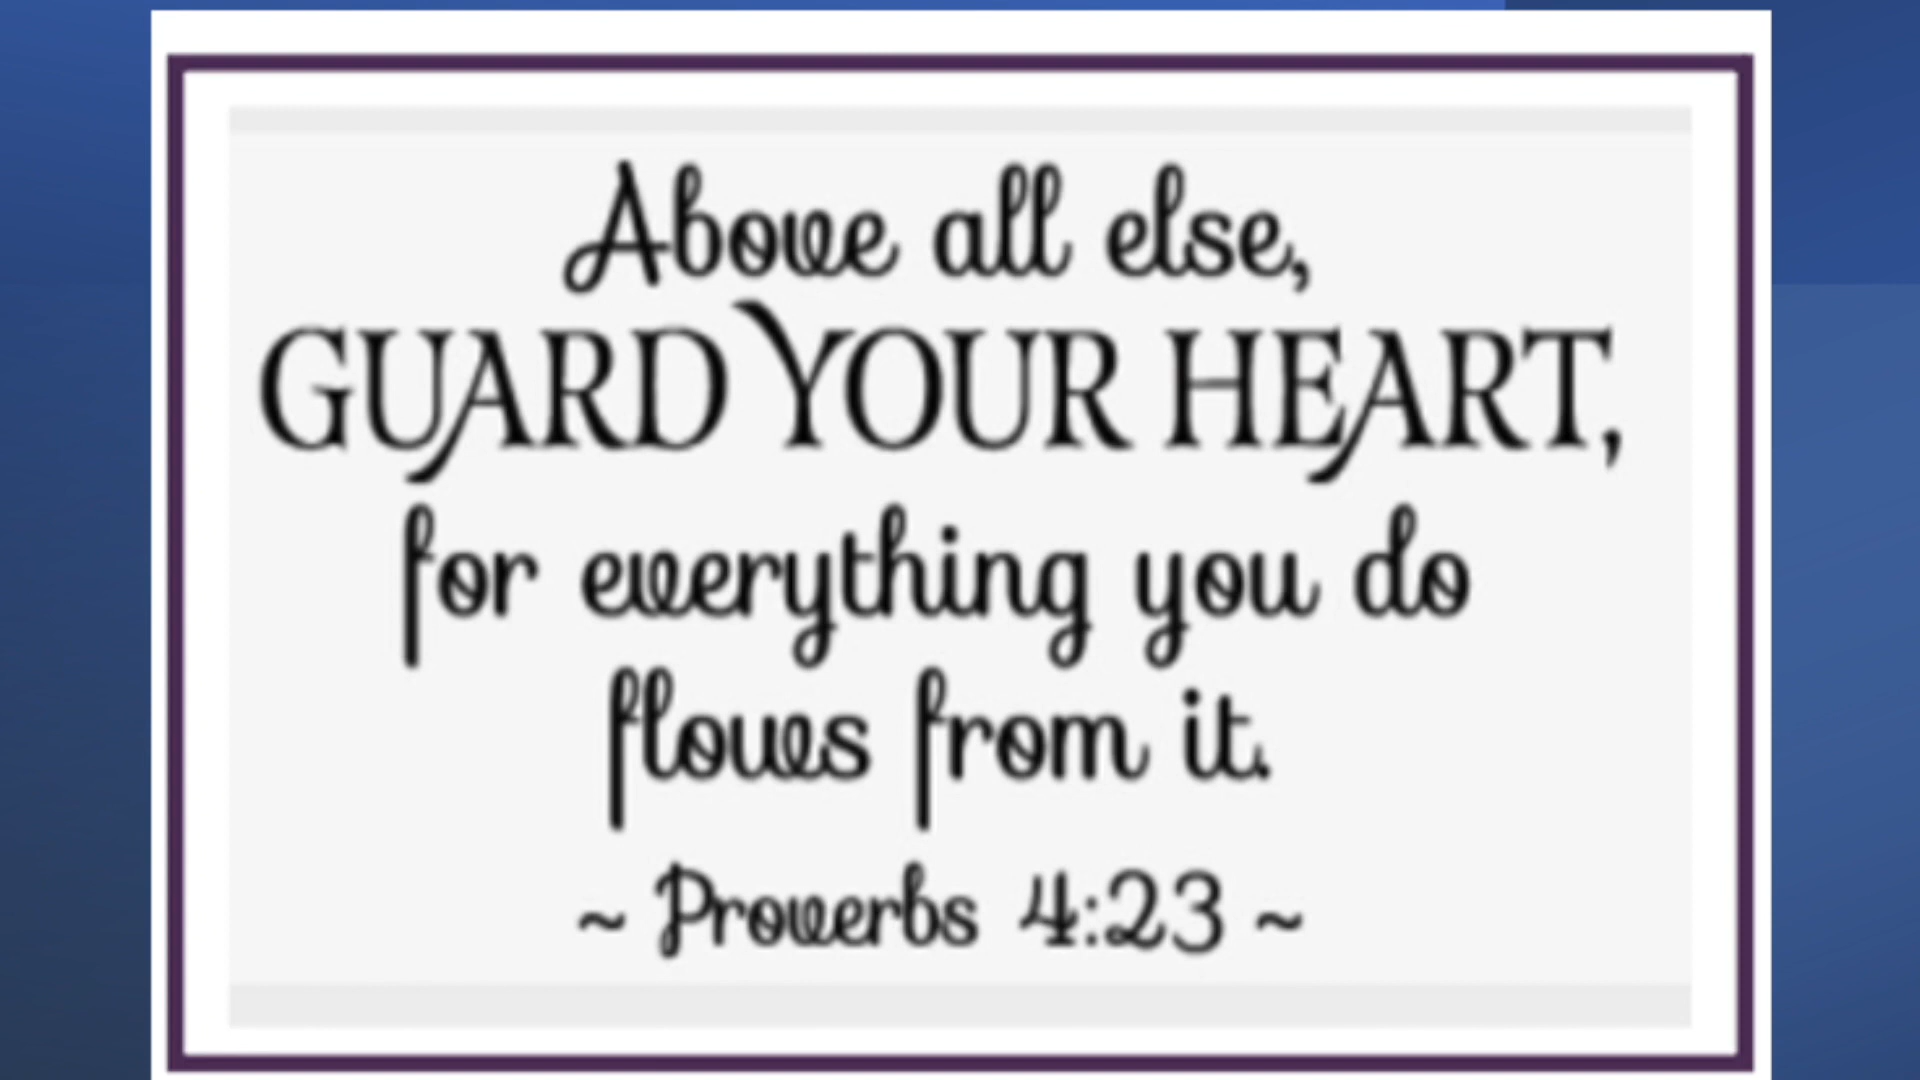 Above all else,
GUARD YOUR HEART,
for everything you do
flows from it.
~ Proverbs 4:23 ~